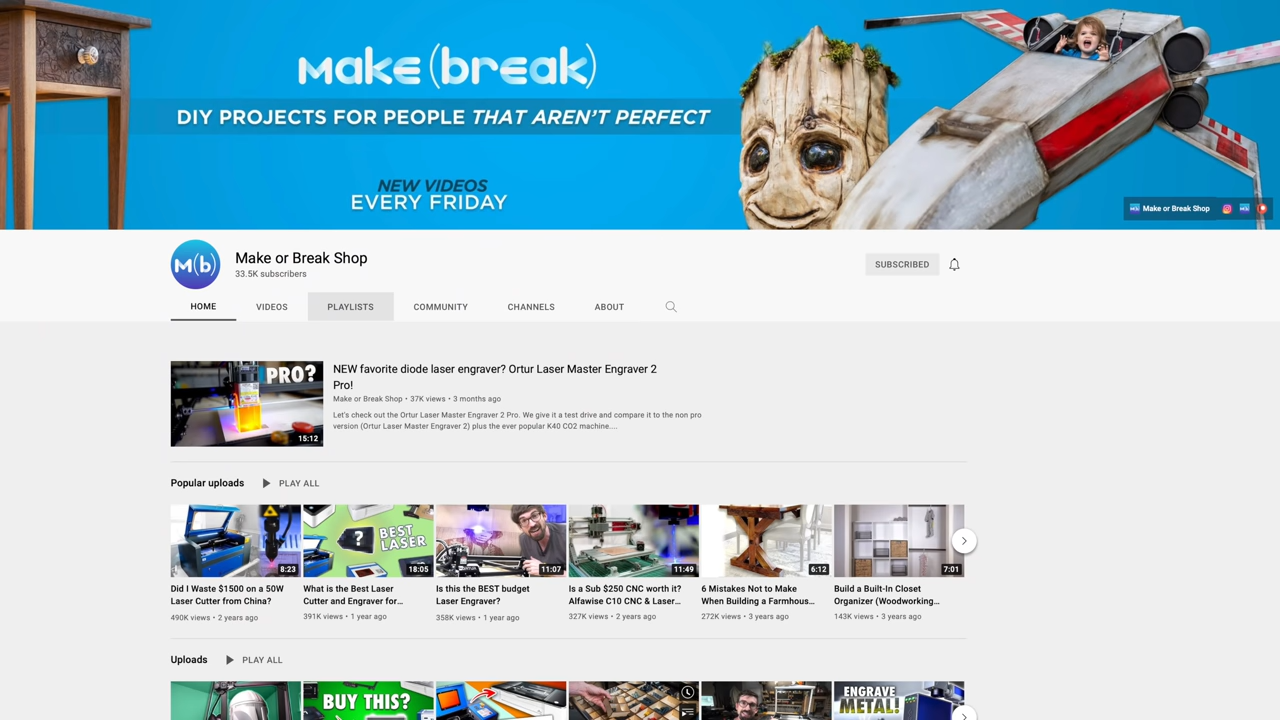 make (break)
DIY PROJECTS FOR PEOPLE THAT AREN'T PERFECT
NEW VIDEOS
EVERY FRIDAY
Make or Break Shop
M(b)
Make or Break Shop
33.5K subscribers
SUBSCRIBED
HOME
VIDEOS
PLAYLISTS
COMMUNITY
CHANNELS
ABOUT
PRO?
15:12
NEW favorite diode laser engraver? Ortur Laser Master Engraver 2
Pro!
Make or Break Shop • 37K views • 3 months ago
Let's check out the Ortur Laser Master Engraver 2 Pro. We give it a test drive and compare it to the non pro
version (Ortur Laser Master Engraver 2) plus the ever popular K40 CO2 machine....
Popular uploads
PLAY ALL
8:23
Did I Waste $1500 on a 50W
Laser Cutter from China?
490K views • 2 years ago
?
BEST
LASER
18:05
What is the Best Laser
Cutter and Engraver for...
391K views • 1 year ago
11:07
Is this the BEST budget
Laser Engraver?
358K views • 1 year ago
11:49
Is a Sub $250 CNC worth it?
Alfawise C10 CNC & Laser...
327K views • 2 years ago
6:12
6 Mistakes Not to Make
When Building a Farmhous...
272K views • 3 years ago
7:01
Build a Built-In Closet
Organizer (Woodworking...
143K views • 3 years ago
Uploads
PLAY ALL
BUY THIS?
ENGRAVE
METAL!